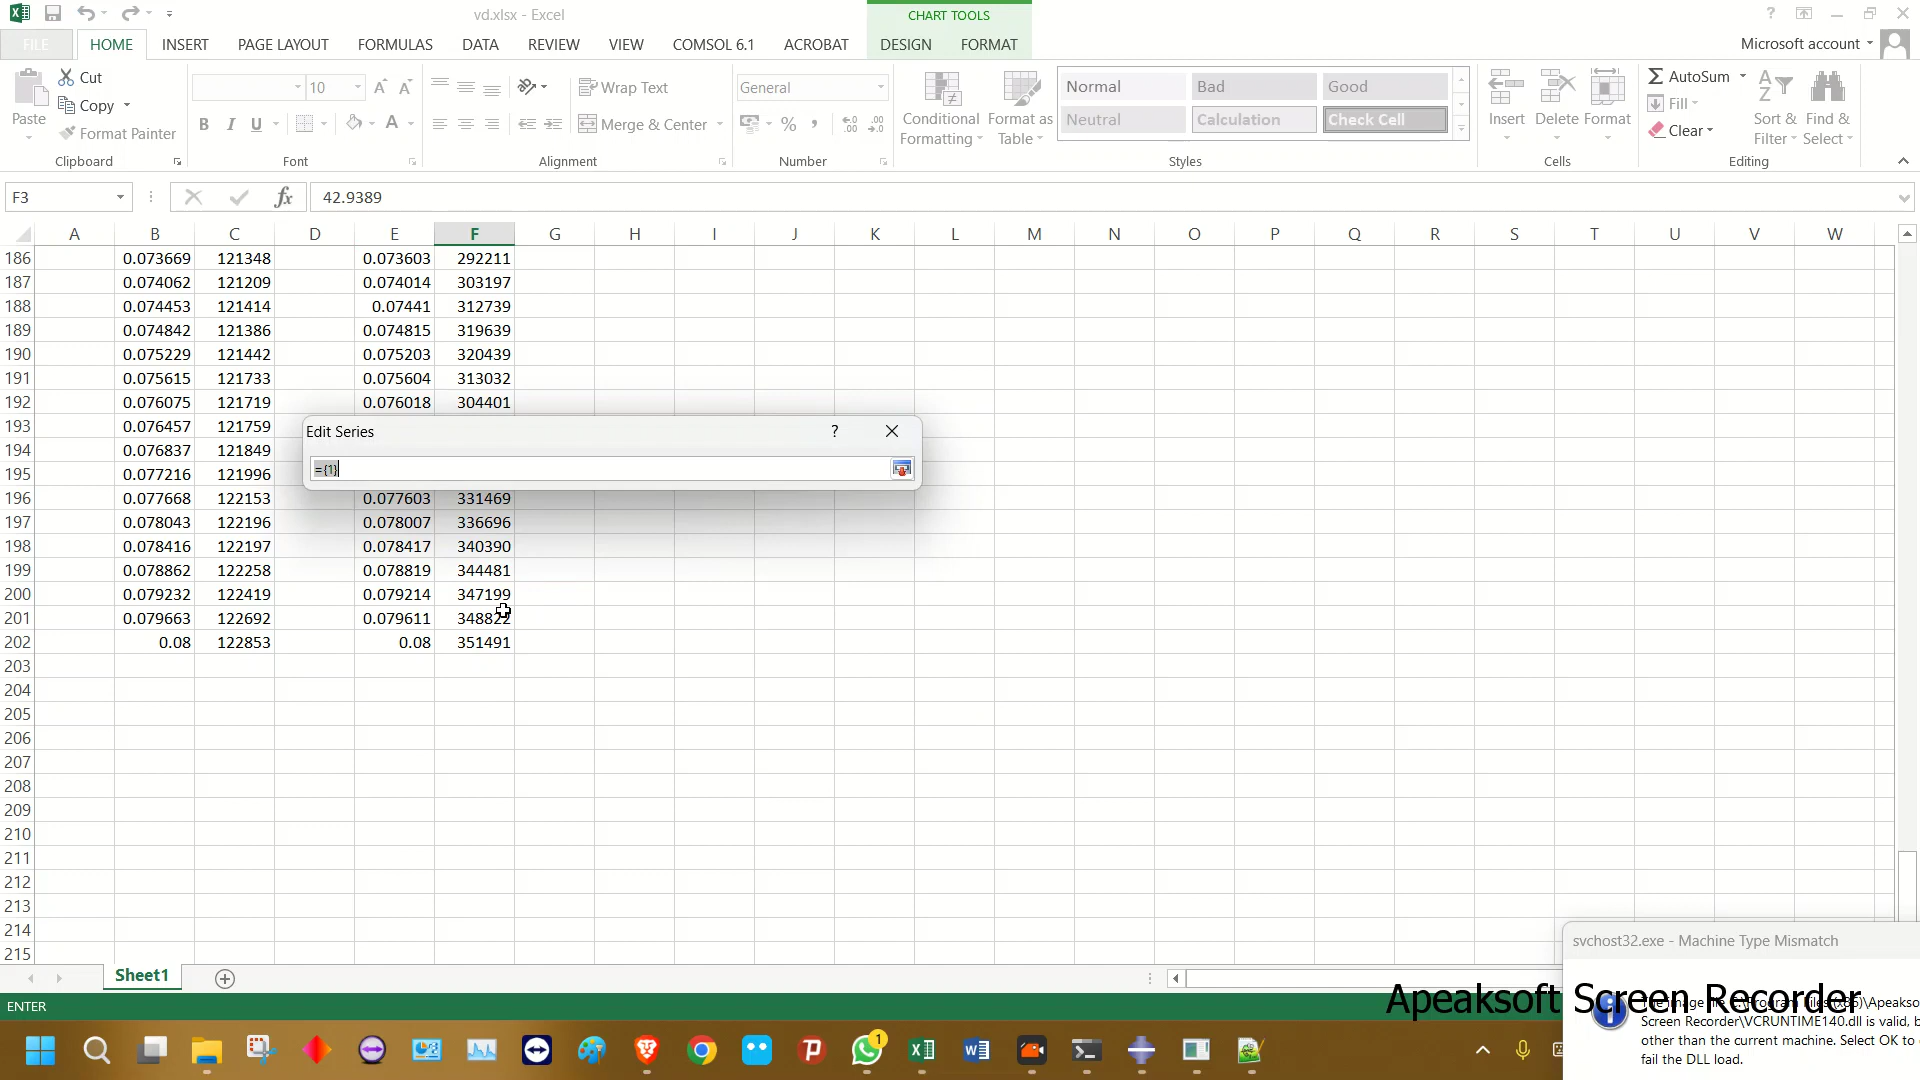 vd.xlsx - Excel
CHART TOOLS
?
FILE HOME INSERT PAGE LAYOUT FORMULAS DATA REVIEW VIEW COMSOL 6.1 ACROBAT DESIGN FORMAT
Microsoft account
Paste
Cut
Copy
Format Painter
Clipboard
10
B I U
Font
Wrap Text
Merge & Center
Alignment
General
Number
Conditional Formatting
Format as Table
Normal Bad Good
Neutral Calculation Check Cell
Styles
Insert Delete Format
Cells
AutoSum
Fill
Clear
Sort & Filter
Find & Select
Editing
F3
fx
42.9389
A B C D E F G H I J K L M N O P Q R S T U V W
186 0.073669 121348 0.073603 292211
187 0.074062 121209 0.074014 303197
188 0.074453 121414 0.07441 312739
189 0.074842 121386 0.074815 319639
190 0.075229 121442 0.075203 320439
191 0.075615 121733 0.075604 313032
192 0.076075 121719 0.076018 304401
193 0.076457 121759
194 0.076837 121849
195 0.077216 121996
Edit Series ?
={1}
196 0.077668 122153 0.077603 331469
197 0.078043 122196 0.078007 336696
198 0.078416 122197 0.078417 340390
199 0.078862 122258 0.078819 344481
200 0.079232 122419 0.079214 347199
201 0.079663 122692 0.079611 348822
202 0.08 122853 0.08 351491
203
204
205
206
207
208
209
210
211
212
213
214
215
Sheet1
ENTER
svchost32.exe - Machine Type Mismatch
The image file C:\Program Files (x86)\Apeakso
Screen Recorder\VCRUNTIME140.dll is valid, b
other than the current machine. Select OK to
fail the DLL load.
Apeaksoft Screen Recorder
1